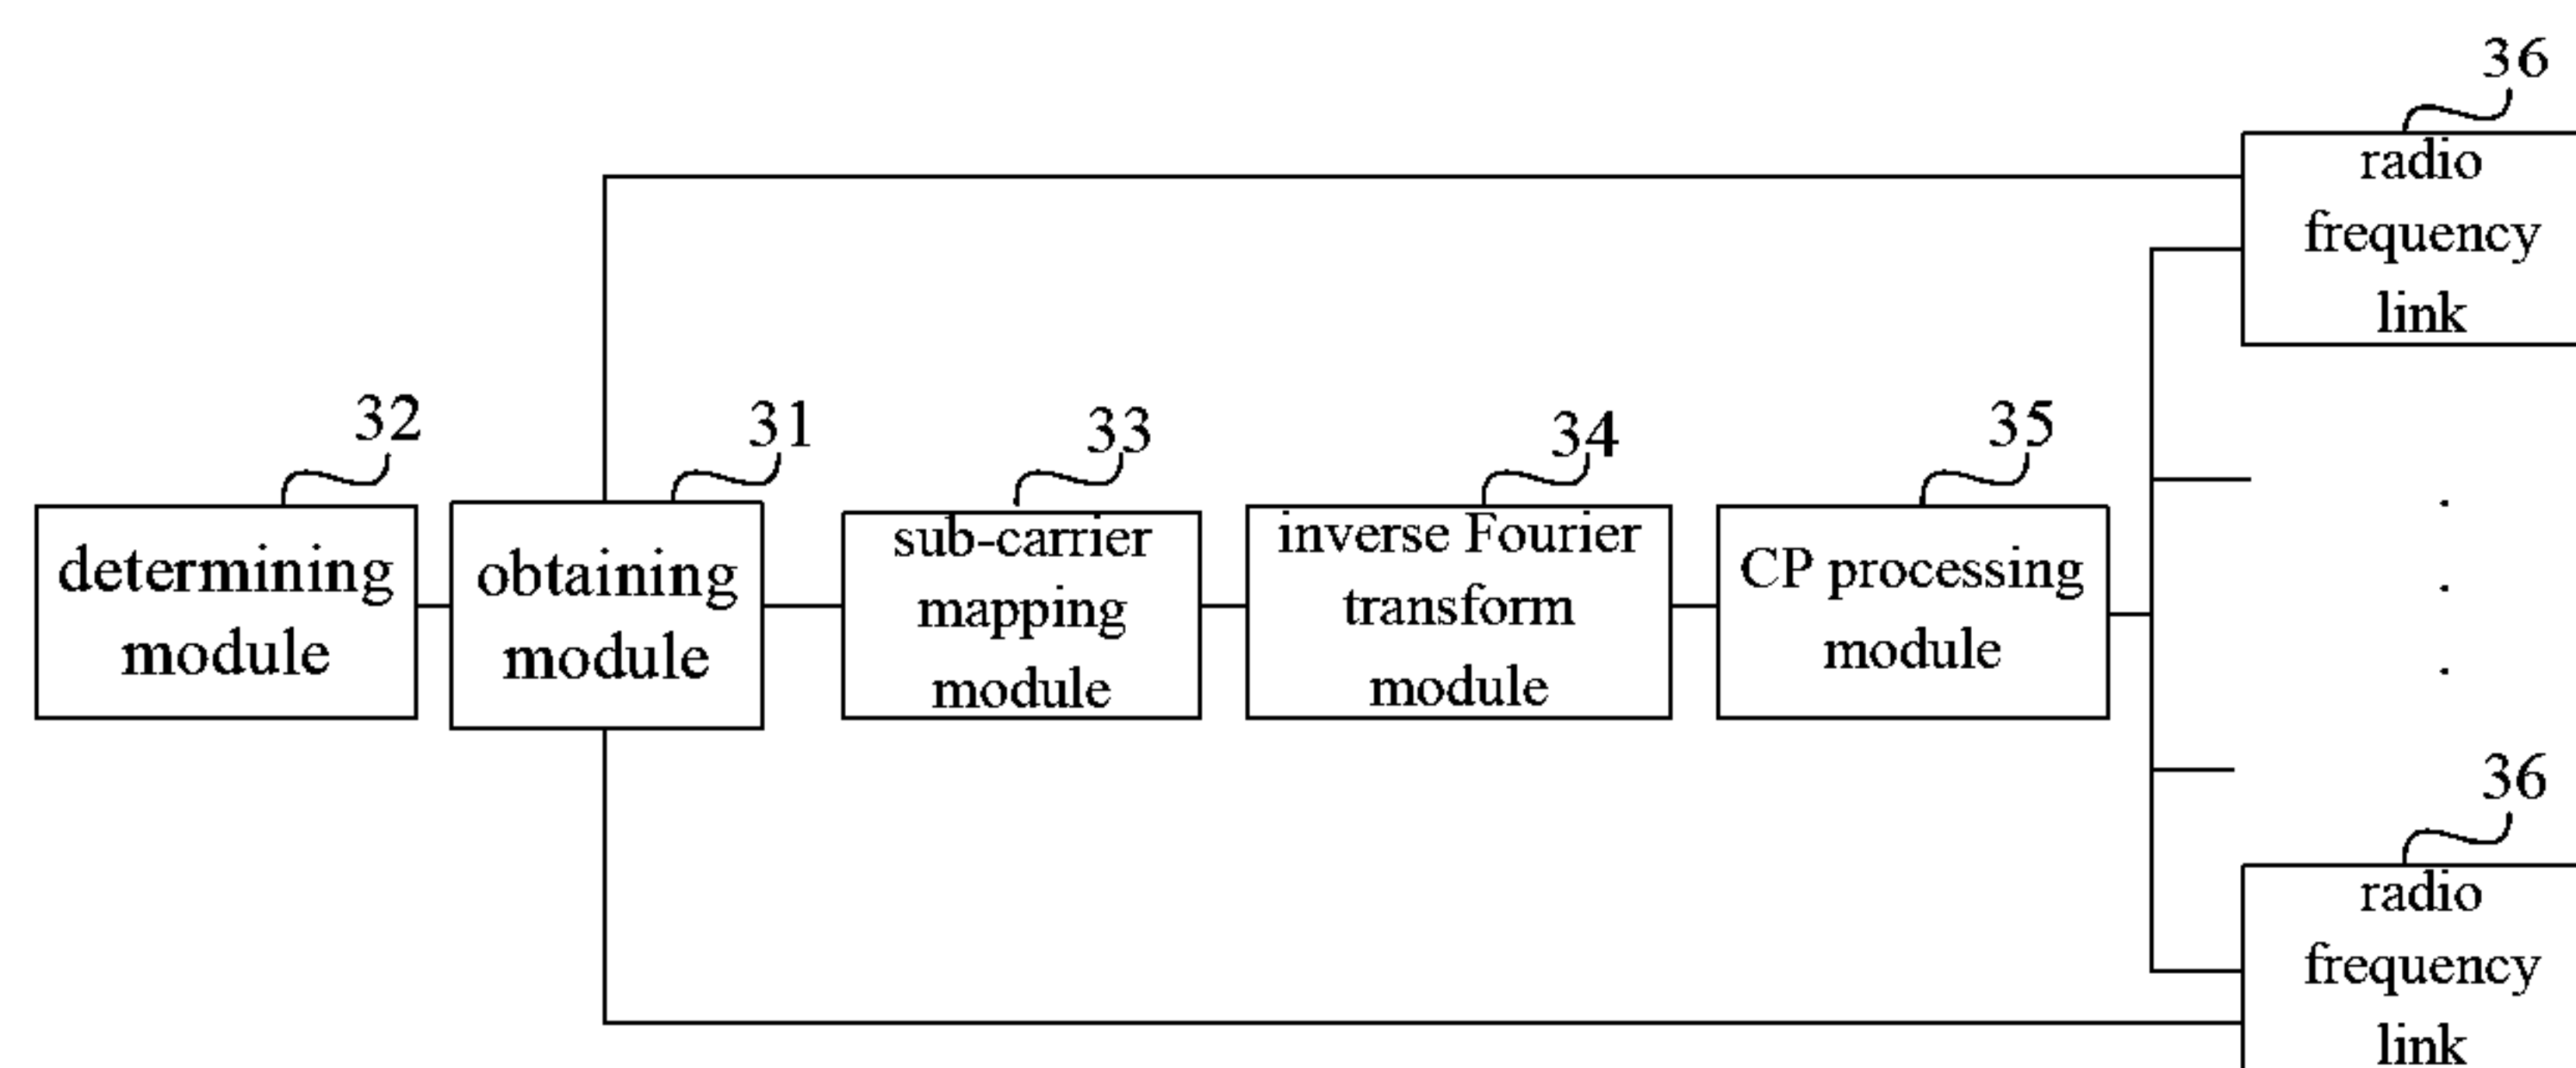 36
radio
frequency
link
32
31
33
34
35
determining
module
obtaining
module
sub-carrier
mapping
module
inverse Fourier
transform
module
CP processing
module
.
.
.
36
radio
frequency
link